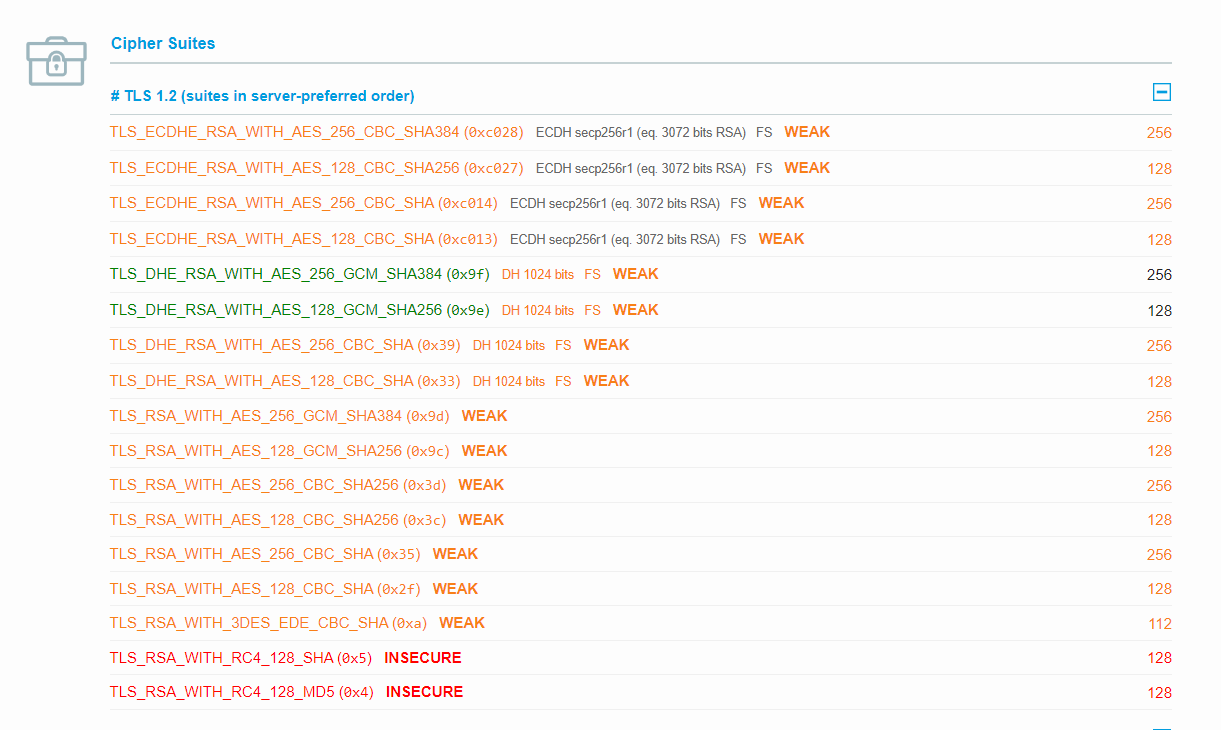 Cipher Suites
# TLS 1.2 (suites in server-preferred order)
TLS_ECDHE_RSA_WITH_AES_256_CBC_SHA384 (0xc028) ECDH secp256r1 (eq. 3072 bits RSA) FS WEAK 256
TLS_ECDHE_RSA_WITH_AES_128_CBC_SHA256 (0xc027) ECDH secp256r1 (eq. 3072 bits RSA) FS WEAK 128
TLS_ECDHE_RSA_WITH_AES_256_CBC_SHA (0xc014) ECDH secp256r1 (eq. 3072 bits RSA) FS WEAK 256
TLS_ECDHE_RSA_WITH_AES_128_CBC_SHA (0xc013) ECDH secp256r1 (eq. 3072 bits RSA) FS WEAK 128
TLS_DHE_RSA_WITH_AES_256_GCM_SHA384 (0x9f) DH 1024 bits FS WEAK 256
TLS_DHE_RSA_WITH_AES_128_GCM_SHA256 (0x9e) DH 1024 bits FS WEAK 128
TLS_DHE_RSA_WITH_AES_256_CBC_SHA (0x39) DH 1024 bits FS WEAK 256
TLS_DHE_RSA_WITH_AES_128_CBC_SHA (0x33) DH 1024 bits FS WEAK 128
TLS_RSA_WITH_AES_256_GCM_SHA384 (0x9d) WEAK 256
TLS_RSA_WITH_AES_128_GCM_SHA256 (0x9c) WEAK 128
TLS_RSA_WITH_AES_256_CBC_SHA256 (0x3d) WEAK 256
TLS_RSA_WITH_AES_128_CBC_SHA256 (0x3c) WEAK 128
TLS_RSA_WITH_AES_256_CBC_SHA (0x35) WEAK 256
TLS_RSA_WITH_AES_128_CBC_SHA (0x2f) WEAK 128
TLS_RSA_WITH_3DES_EDE_CBC_SHA (0xa) WEAK 112
TLS_RSA_WITH_RC4_128_SHA (0x5) INSECURE 128
TLS_RSA_WITH_RC4_128_MD5 (0x4) INSECURE 128